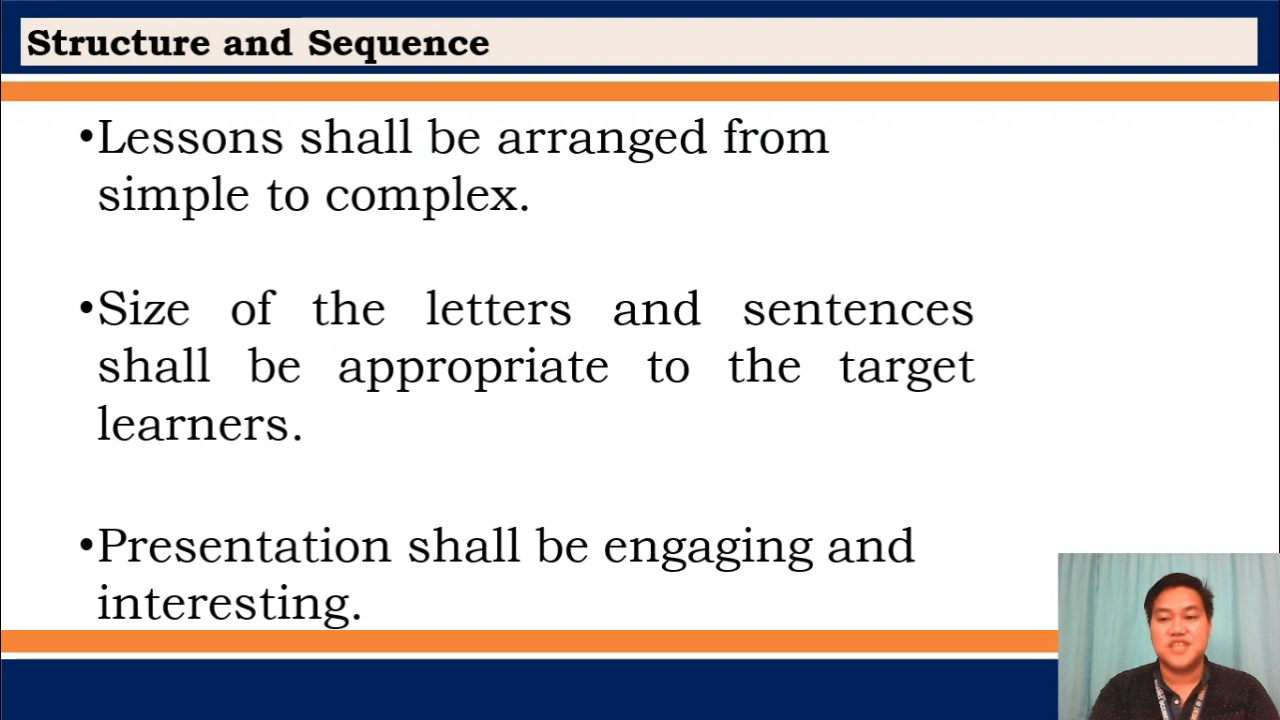 Structure and Sequence
•Lessons shall be arranged from
simple to complex.
•Size of the letters and sentences
shall be appropriate to the target
learners.
•Presentation shall be engaging and
interesting.